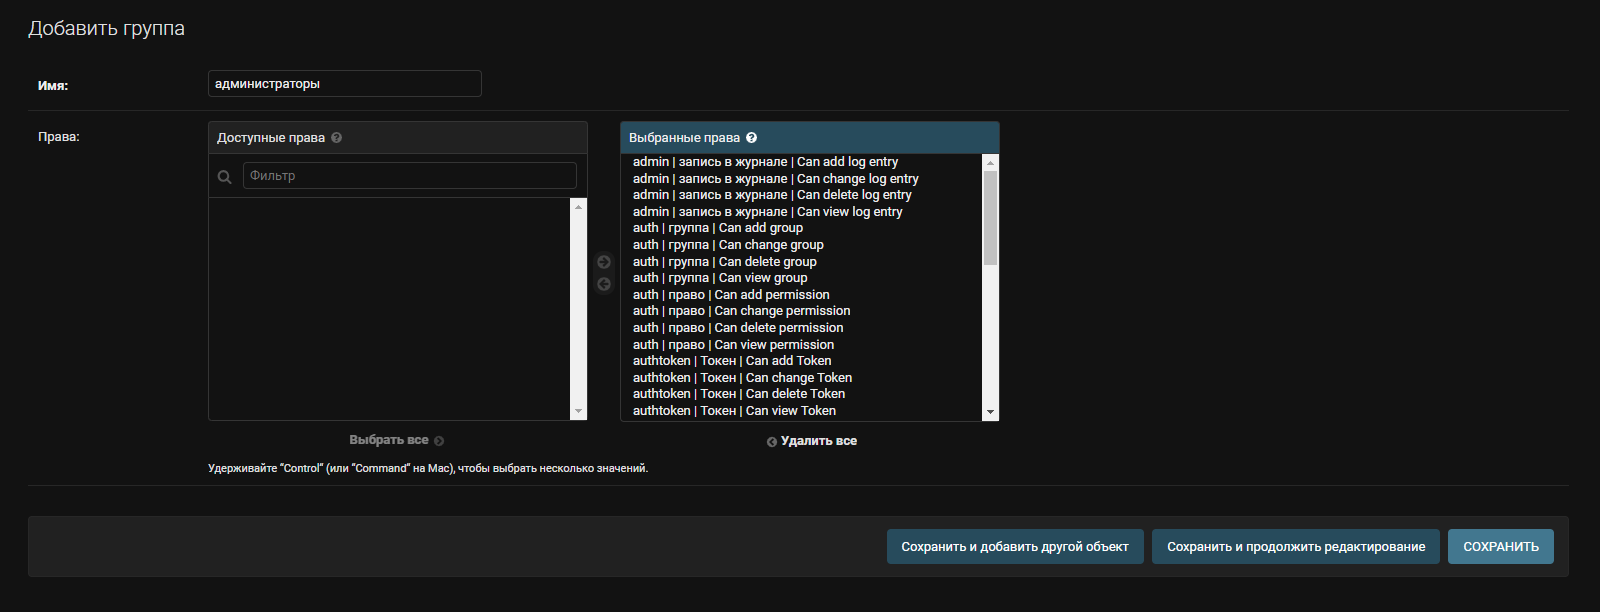 Добавить группа
Имя:
администраторы
Права:
Доступные права
Фильтр
Выбрать все
Выбранные права
admin | запись в журнале | Can add log entry
admin | запись в журнале | Can change log entry
admin | запись в журнале | Can delete log entry
admin | запись в журнале | Can view log entry
auth | группа | Can add group
auth | группа | Can change group
auth | группа | Can delete group
auth | группа | Can view group
auth | право | Can add permission
auth | право | Can change permission
auth | право | Can delete permission
auth | право | Can view permission
authtoken | Токен | Can add Token
authtoken | Токен | Can change Token
authtoken | Токен | Can delete Token
authtoken | Токен | Can view Token
Удалить все
Удерживайте “Control“ (или “Command“ на Mac), чтобы выбрать несколько значений.
Сохранить и добавить другой объект
Сохранить и продолжить редактирование
СОХРАНИТЬ